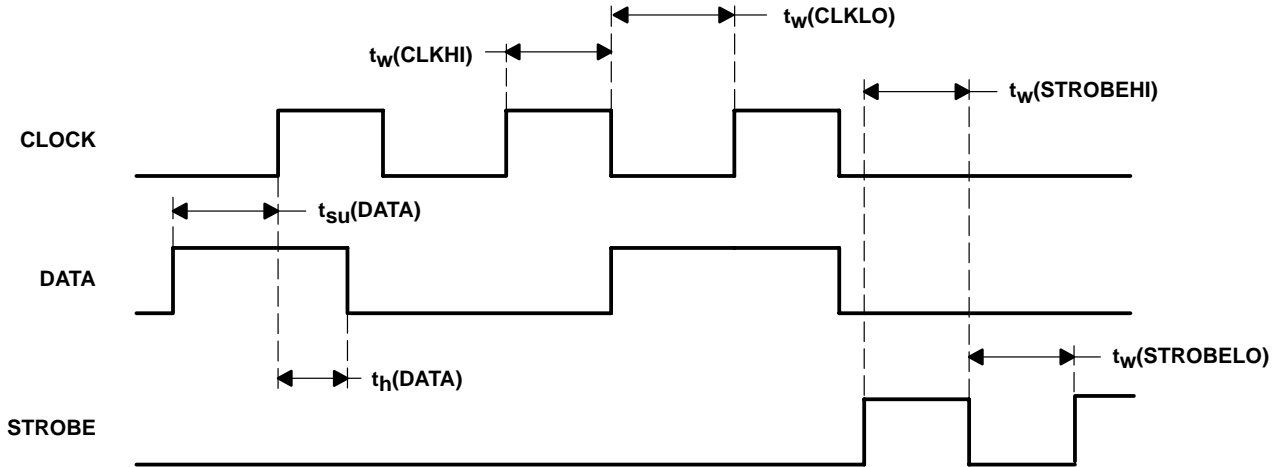 tw(CLKLO)
tw(CLKHI)
tw(STROBEHI)
CLOCK
tsu(DATA)
DATA
tw(STROBELO)
th(DATA)
STROBE